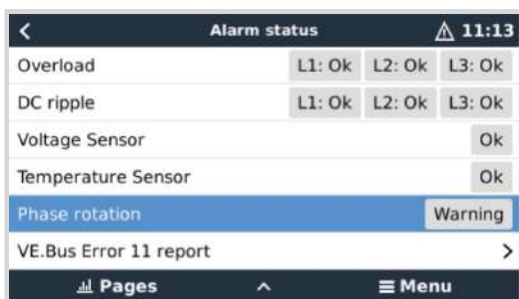 Alarm status 11:13
Overload L1: Ok L2: Ok L3: Ok
DC ripple L1: Ok L2: Ok L3: Ok
Voltage Sensor Ok
Temperature Sensor Ok
Phase rotation Warning
VE.Bus Error 11 report
Pages Menu